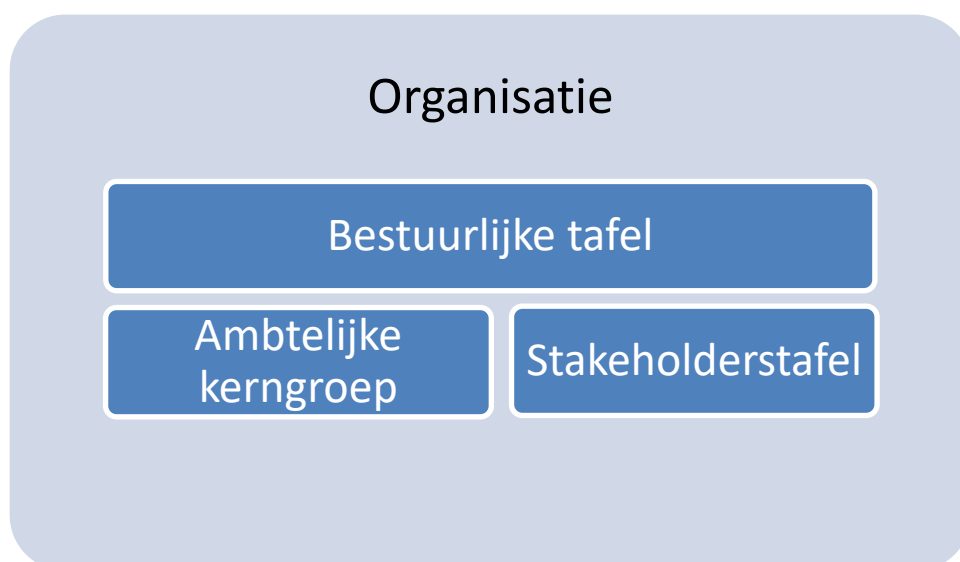 Organisatie
Bestuurlijke tafel
Ambtelijke
kerngroep
Stakeholderstafel